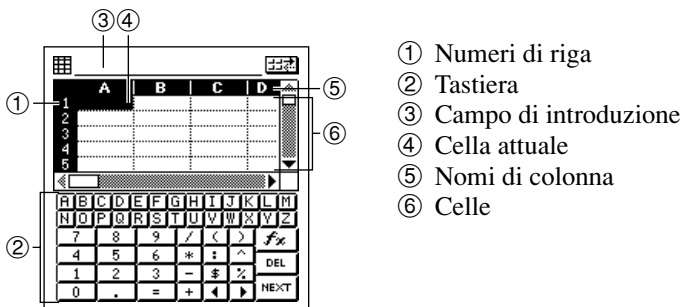 ③④
A B C D
① 1 ⑤
2
3 ⑥
4
5
②
A B C D E F G H I J K L M
N O P Q R S T U V W X Y Z
7 8 9 / ( ) fx
4 5 6 * : ^ DEL
1 2 3 - $ %
0 . = + NEXT
① Numeri di riga
② Tastiera
③ Campo di introduzione
④ Cella attuale
⑤ Nomi di colonna
⑥ Celle